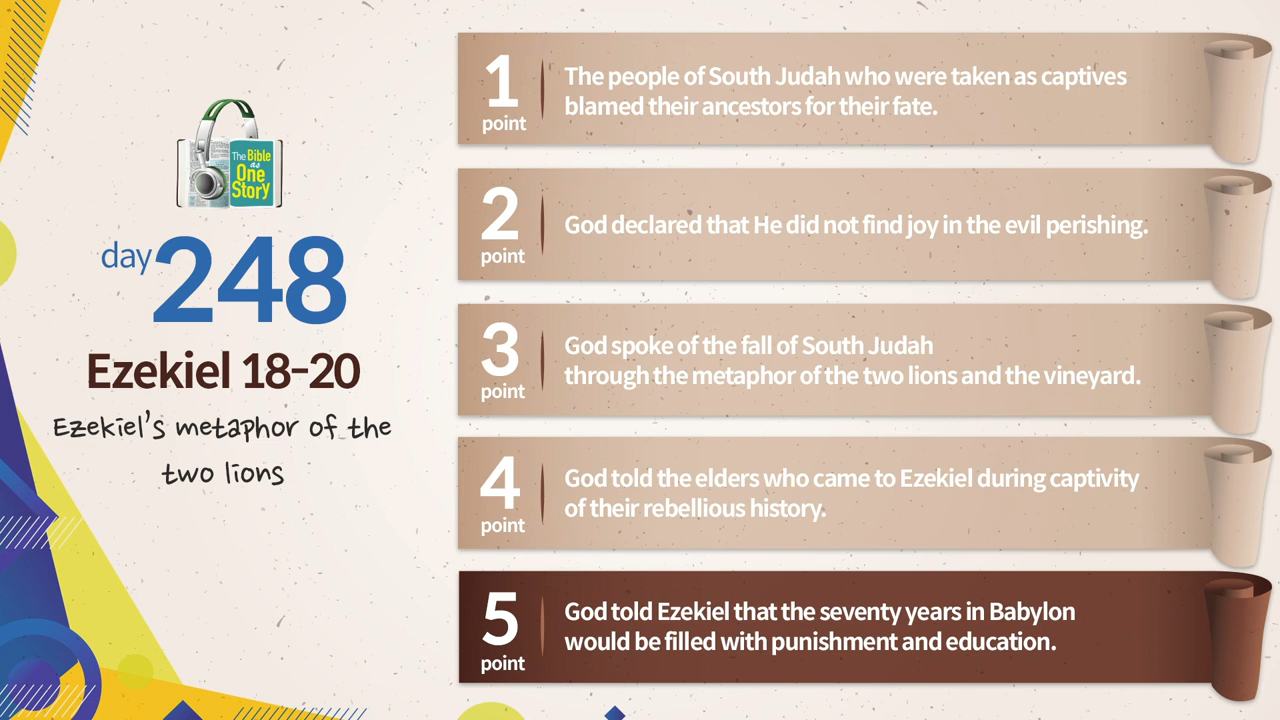 The Bible
as
One
Story
day 248
Ezekiel 18-20
Ezekiel's metaphor of the
two lions
1
point
The people of South Judah who were taken as captives
blamed their ancestors for their fate.
2
point
God declared that He did not find joy in the evil perishing.
3
point
God spoke of the fall of South Judah
through the metaphor of the two lions and the vineyard.
4
point
God told the elders who came to Ezekiel during captivity
of their rebellious history.
5
point
God told Ezekiel that the seventy years in Babylon
would be filled with punishment and education.